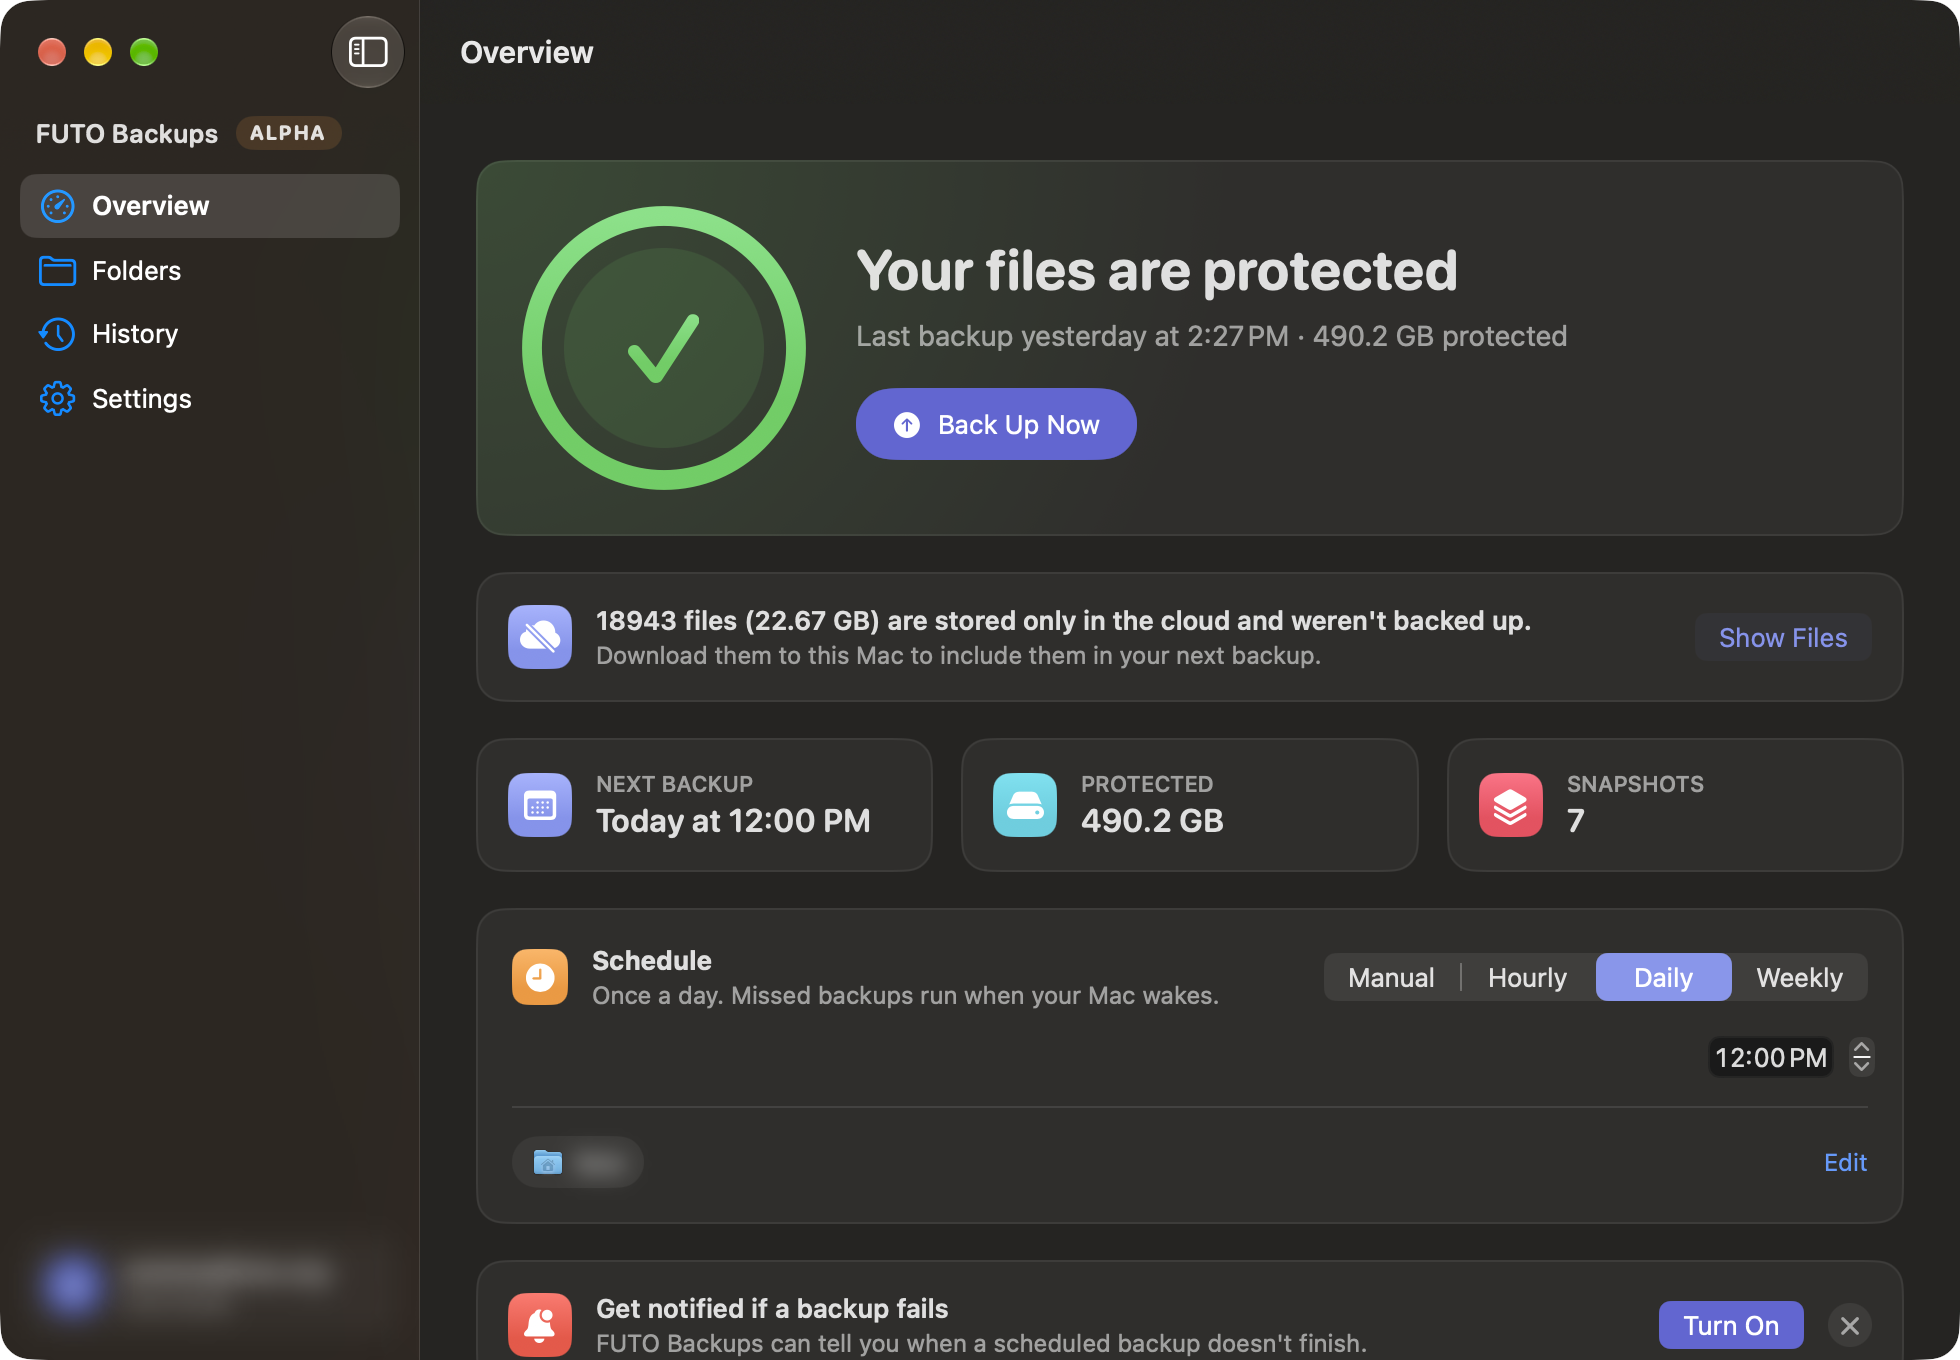 Overview
FUTO Backups ALPHA
Overview
Folders
History
Settings
Your files are protected
Last backup yesterday at 2:27 PM · 490.2 GB protected
Back Up Now
18943 files (22.67 GB) are stored only in the cloud and weren't backed up.
Download them to this Mac to include them in your next backup.
Show Files
NEXT BACKUP
Today at 12:00 PM
PROTECTED
490.2 GB
SNAPSHOTS
7
Schedule
Once a day. Missed backups run when your Mac wakes.
Manual Hourly Daily Weekly
12:00 PM
Edit
Get notified if a backup fails
FUTO Backups can tell you when a scheduled backup doesn't finish.
Turn On